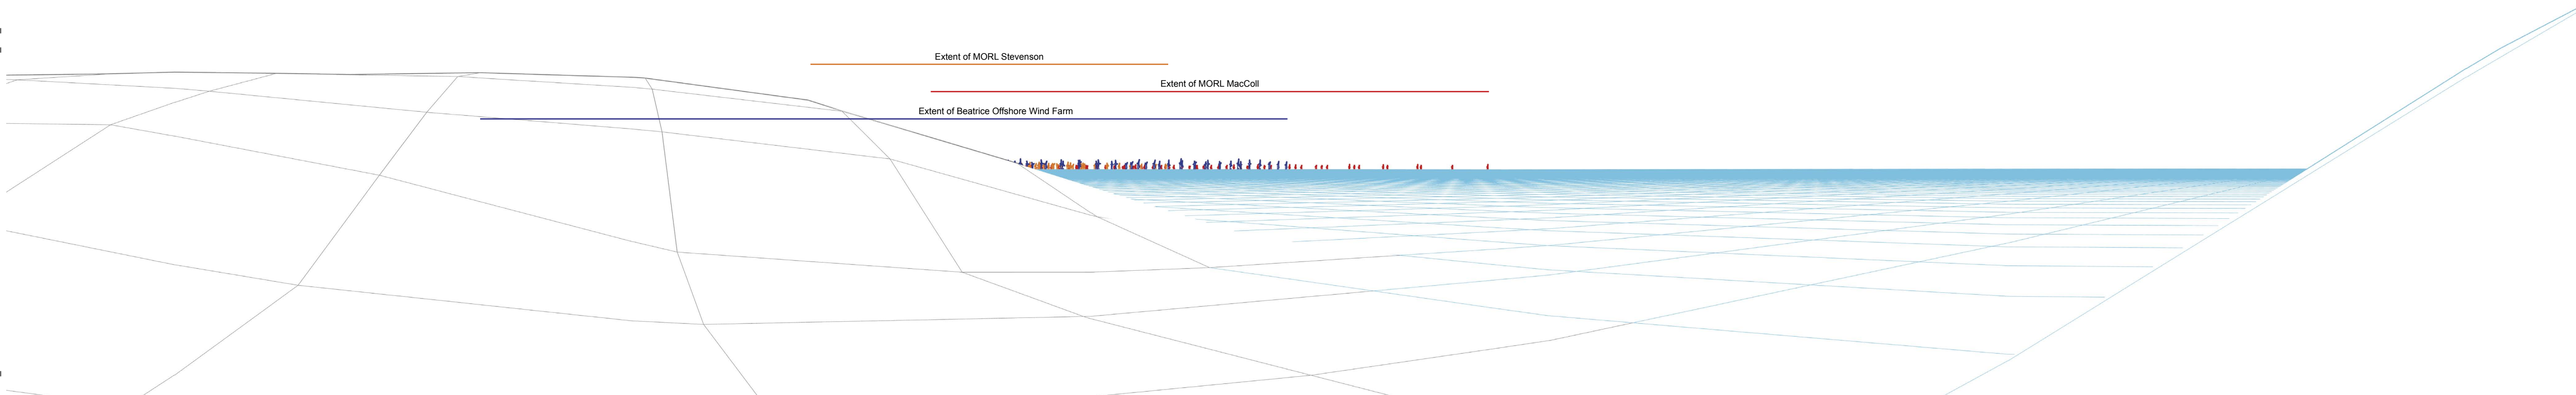 Extent of MORL Stevenson
Extent of MORL MacColl
Extent of Beatrice Offshore Wind Farm